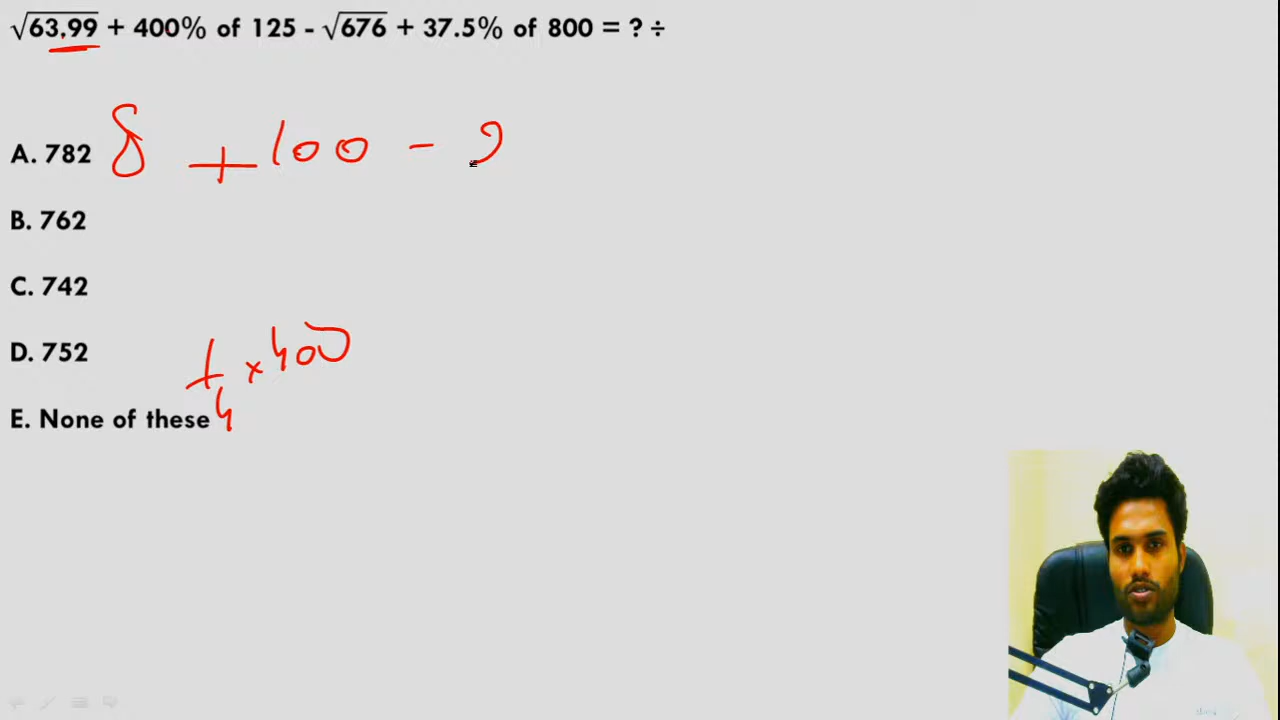 √63.99 + 400% of 125 - √676 + 37.5% of 800 = ? ÷
A. 782
8 + 100 - 2
B. 762
C. 742
D. 752
1/4 × 400
E. None of these